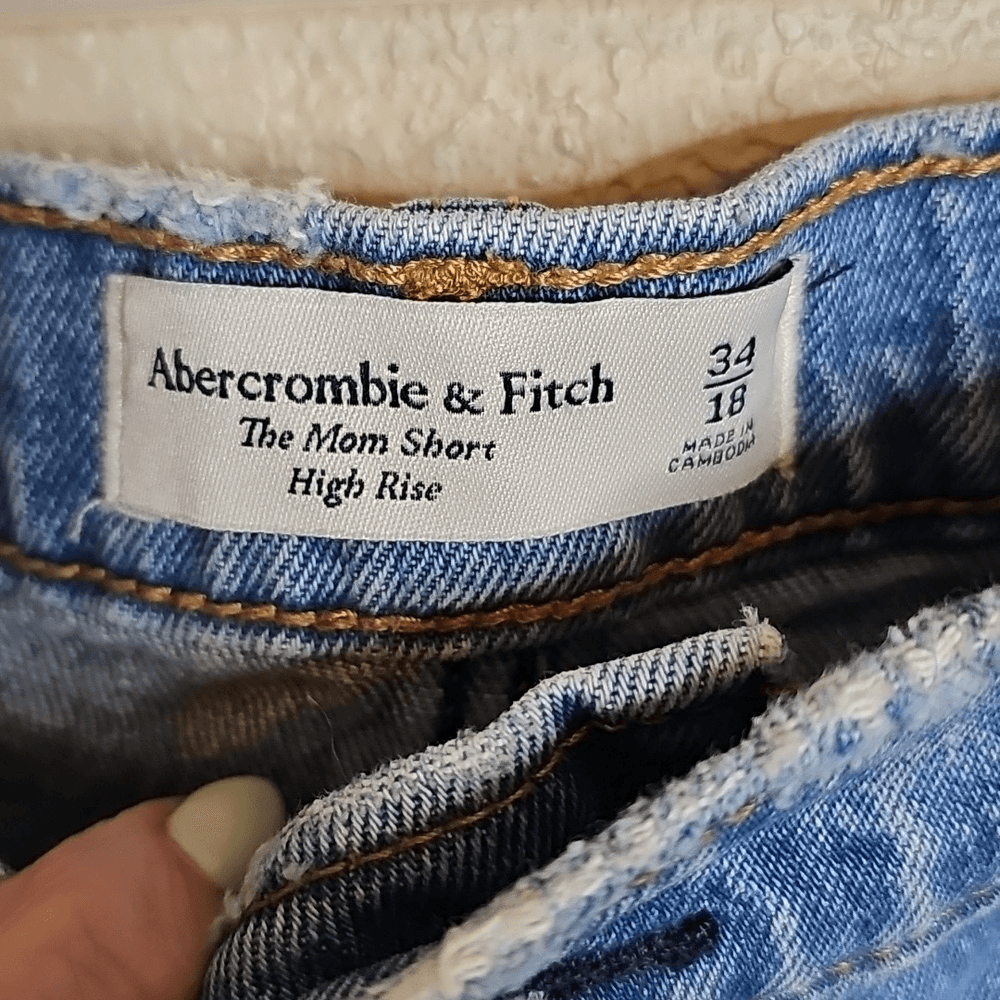 Abercrombie & Fitch
The Mom Short
High Rise
34
18
MADE IN
CAMBODIA